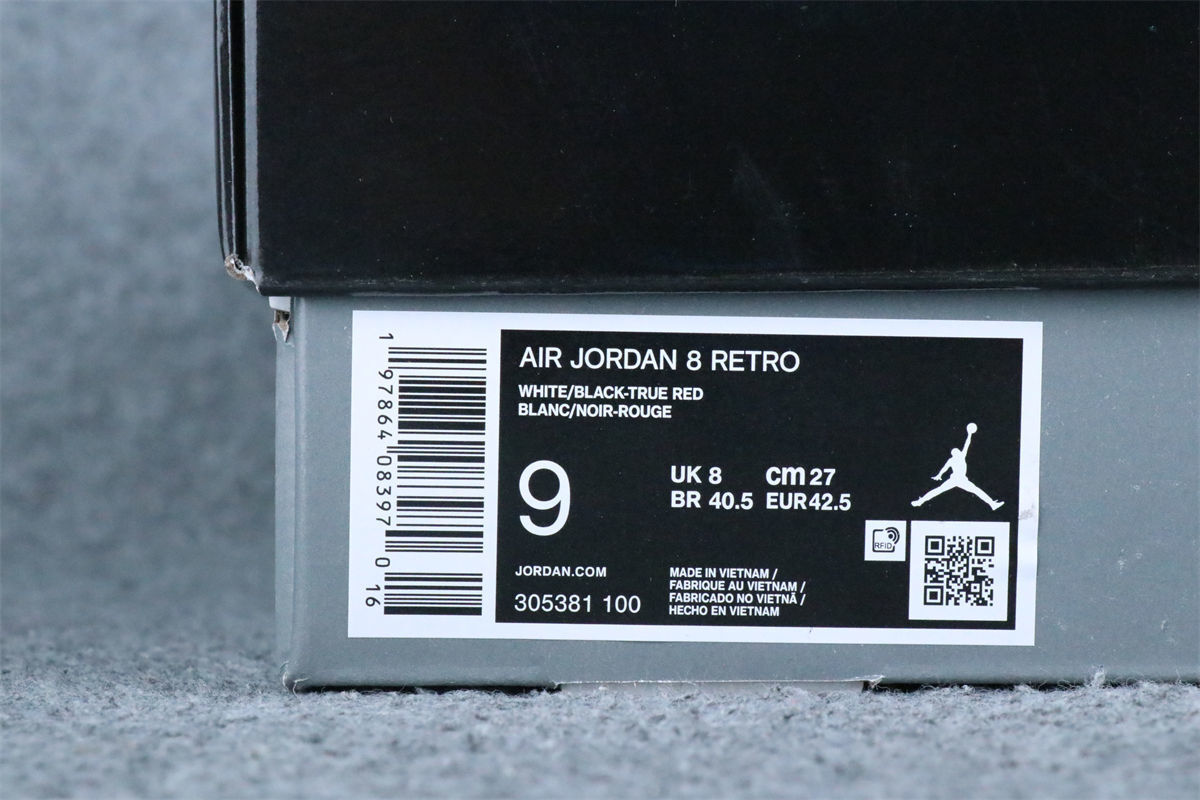 AIR JORDAN 8 RETRO
WHITE/BLACK-TRUE RED
BLANC/NOIR-ROUGE
9
UK 8 cm 27
BR 40.5 EUR 42.5
RFID
JORDAN.COM
305381 100
MADE IN VIETNAM /
FABRIQUE AU VIETNAM /
FABRICADO NO VIETNÃ /
HECHO EN VIETNAM
1 97864 08397 0 16